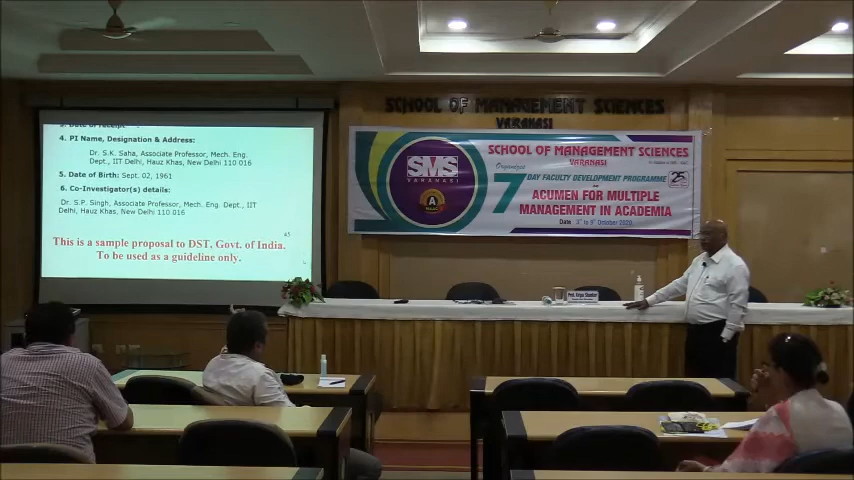 4. PI Name, Designation & Address:
Dr. S.K. Saha, Associate Professor, Mech. Eng.
Dept., IIT Delhi, Hauz Khas, New Delhi 110 016
5. Date of Birth: Sept. 02, 1961
6. Co-Investigator(s) details:
Dr. S.P. Singh, Associate Professor, Mech. Eng. Dept., IIT
Delhi, Hauz Khas, New Delhi 110 016
45
This is a sample proposal to DST, Govt. of India.
To be used as a guideline only.
SCHOOL OF MANAGEMENT SCIENCES
VARANASI
SMS
VARANASI
A
SCHOOL OF MANAGEMENT SCIENCES
VARANASI
Organizes
7 DAY FACULTY DEVELOPMENT PROGRAMME
on
ACUMEN FOR MULTIPLE
MANAGEMENT IN ACADEMIA
25